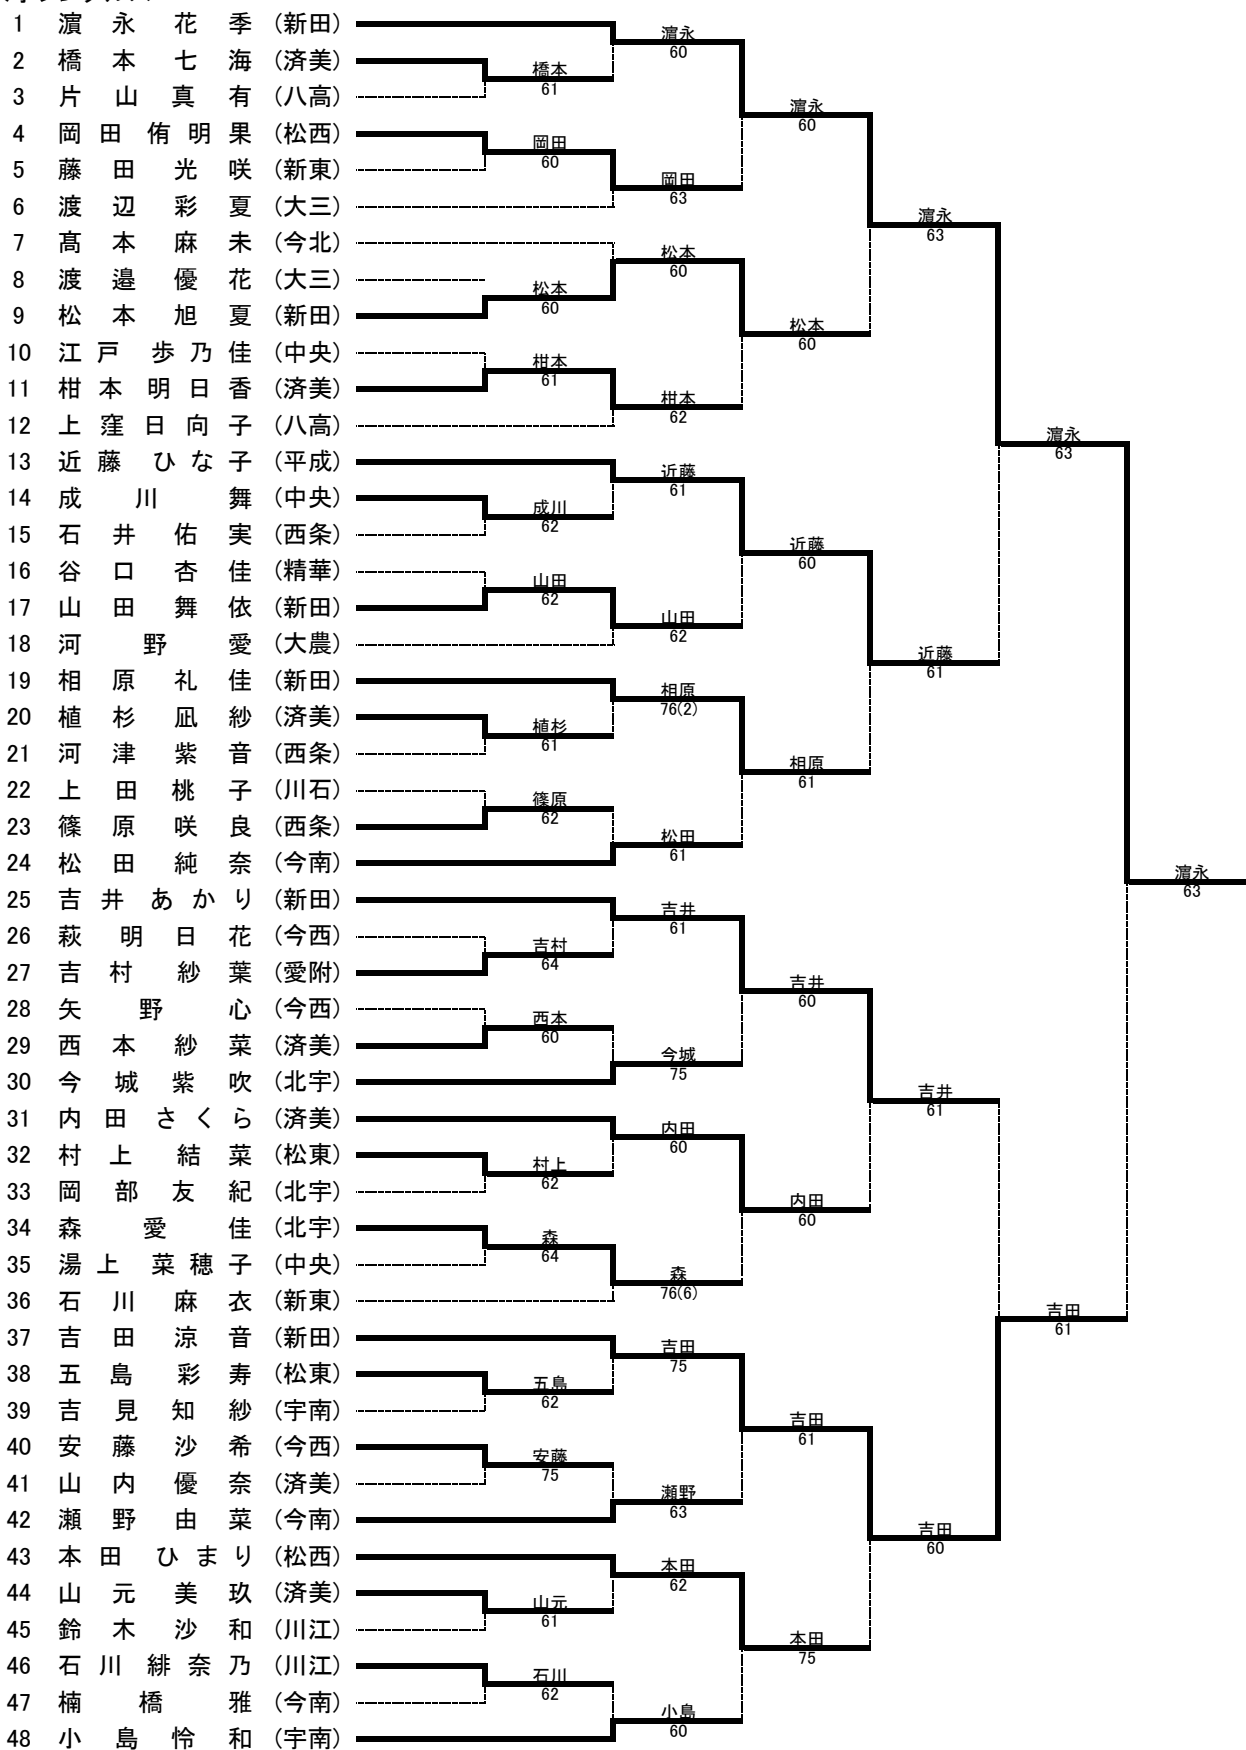 1 濵永花季 (新田)
2 橋本七海 (済美)
3 片山真有 (八高)
4 岡田侑明果 (松西)
5 藤田光咲 (新東)
6 渡辺彩夏 (大三)
7 髙本麻未 (今北)
8 渡邉優花 (大三)
9 松本旭夏 (新田)
10 江戸歩乃佳 (中央)
11 柑本明日香 (済美)
12 上窪日向子 (八高)
13 近藤ひな子 (平成)
14 成川舞 (中央)
15 石井佑実 (西条)
16 谷口杏佳 (精華)
17 山田舞依 (新田)
18 河野愛 (大農)
19 相原礼佳 (新田)
20 植杉凪紗 (済美)
21 河津紫音 (西条)
22 上田桃子 (川石)
23 篠原咲良 (西条)
24 松田純奈 (今南)
25 吉井あかり (新田)
26 萩明日花 (今西)
27 吉村紗葉 (愛附)
28 矢野心 (今西)
29 西本紗菜 (済美)
30 今城紫吹 (北宇)
31 内田さくら (済美)
32 村上結菜 (松東)
33 岡部友紀 (北宇)
34 森愛佳 (北宇)
35 湯上菜穂子 (中央)
36 石川麻衣 (新東)
37 吉田涼音 (新田)
38 五島彩寿 (松東)
39 吉見知紗 (宇南)
40 安藤沙希 (今西)
41 山内優奈 (済美)
42 瀬野由菜 (今南)
43 本田ひまり (松西)
44 山元美玖 (済美)
45 鈴木沙和 (川江)
46 石川緋奈乃 (川江)
47 楠橋雅 (今南)
48 小島怜和 (宇南)
橋本
61
岡田
60
松本
60
柑本
61
成川
62
山田
62
植杉
61
篠原
62
吉村
64
西本
60
村上
62
森
64
五島
62
安藤
75
山元
61
石川
62
濵永
60
岡田
63
松本
60
柑本
62
近藤
61
山田
62
相原
76(2)
松田
61
吉井
61
今城
75
内田
60
森
76(6)
吉田
75
瀬野
63
本田
62
小島
60
濵永
60
松本
60
近藤
60
相原
61
吉井
60
内田
60
吉田
61
本田
75
濵永
63
近藤
61
吉井
61
吉田
60
濵永
63
吉田
61
濵永
63